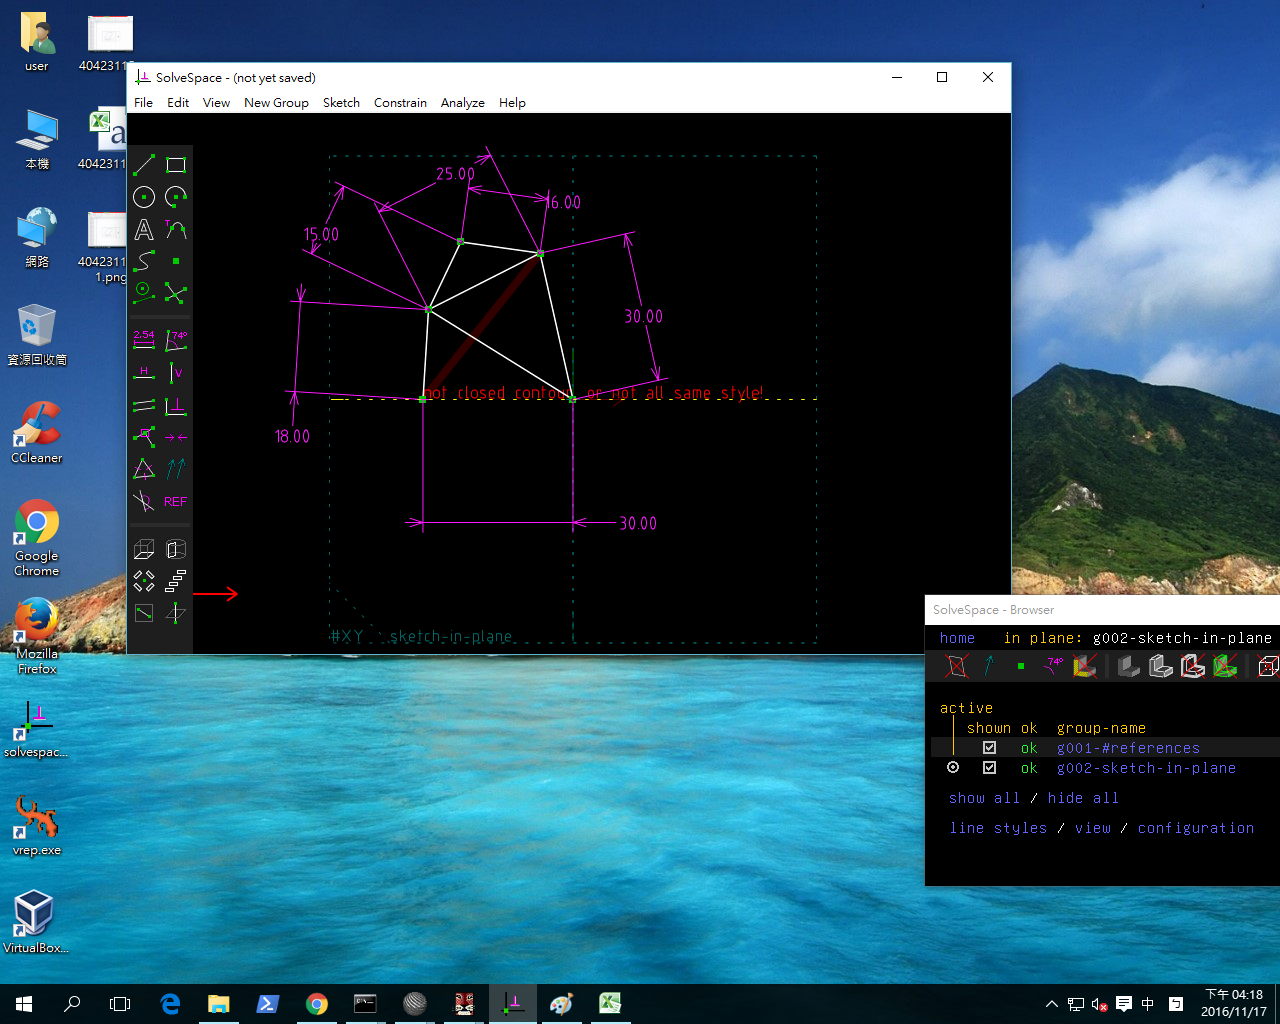 user
本機
網路
資源回收筒
CCleaner
Google
Chrome
Mozilla
Firefox
solvespac...
vrep.exe
VirtualBox...
1.png
SolveSpace - (not yet saved)
File Edit View New Group Sketch Constrain Analyze Help
2.54 74°
H V
REF
25.00
16.00
15.00
30.00
not closed contour, or not all same style!
18.00
30.00
#XY sketch-in-plane
SolveSpace - Browser
home in plane: g002-sketch-in-plane
74°
active
shown ok group-name
ok g001-#references
ok g002-sketch-in-plane
show all / hide all
line styles / view / configuration
中
下午 04:18
2016/11/17